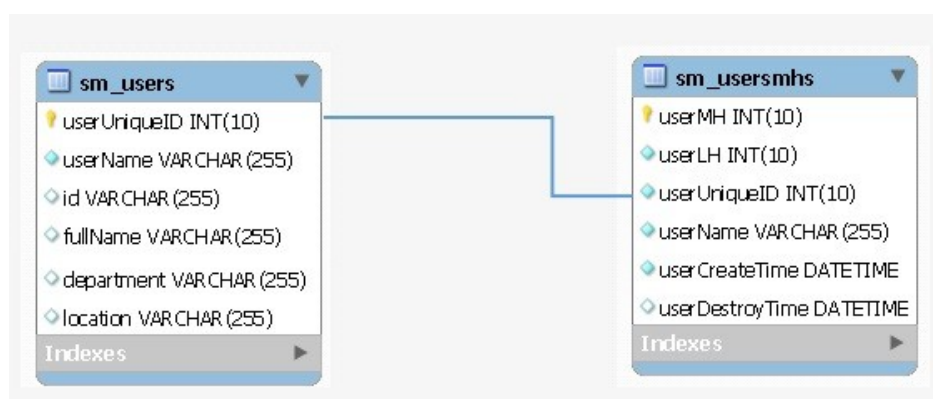 sm_users
userUniqueID INT(10)
userName VARCHAR(255)
id VARCHAR(255)
fullName VARCHAR(255)
department VARCHAR(255)
location VARCHAR(255)
Indexes
sm_usersmhs
userMH INT(10)
userLH INT(10)
userUniqueID INT(10)
userName VARCHAR(255)
userCreateTime DATETIME
userDestroyTime DATETIME
Indexes